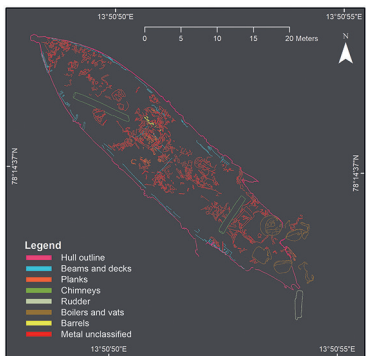 13°50'50"E
13°50'55"E
0 5 10 15 20 Meters
N
78°14'37"N
78°14'37"N
Legend
Hull outline
Beams and decks
Planks
Chimneys
Rudder
Boilers and vats
Barrels
Metal unclassified
13°50'50"E
13°50'55"E